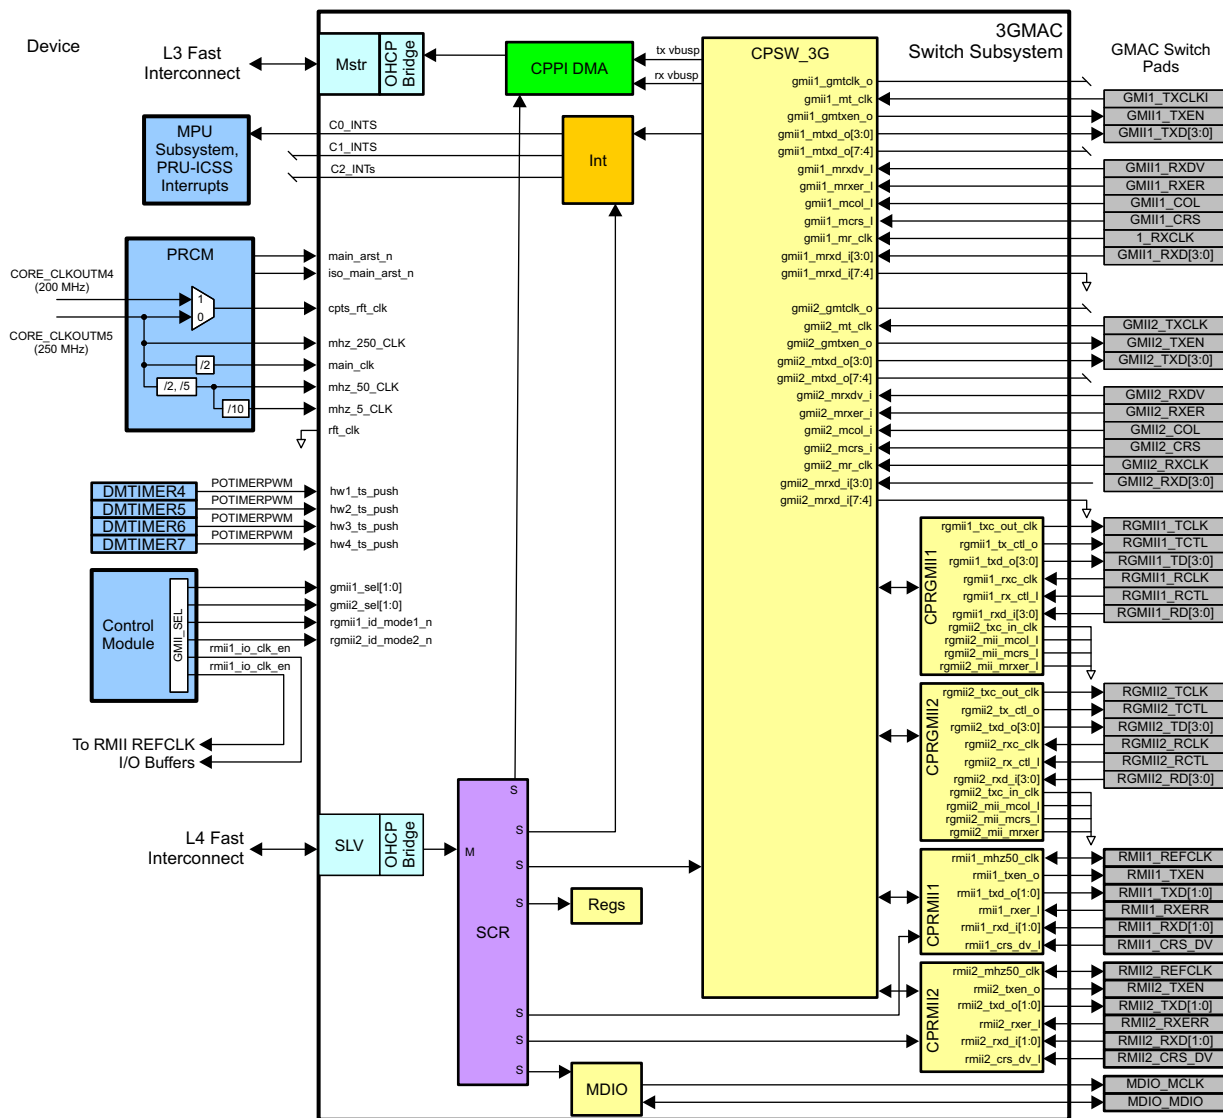 Device
3GMAC
Switch Subsystem
GMAC Switch
Pads
L3 Fast
Interconnect
Mstr
OHCP
Bridge
CPPI DMA
tx vbusp
rx vbusp
CPSW_3G
MPU
Subsystem,
PRU-ICSS
Interrupts
C0_INTS
C1_INTS
C2_INTs
Int
gmii1_gmtclk_o
gmii1_mt_clk
gmii1_gmtxen_o
gmii1_mtxd_o[3:0]
gmii1_mtxd_o[7:4]
gmii1_mrxdv_I
gmii1_mrxer_I
gmii1_mcol_I
gmii1_mcrs_I
gmii1_mr_clk
gmii1_mrxd_i[3:0]
gmii1_mrxd_i[7:4]
GMI1_TXCLKI
GMII1_TXEN
GMII1_TXD[3:0]
GMII1_RXDV
GMII1_RXER
GMII1_COL
GMII1_CRS
1_RXCLK
GMII1_RXD[3:0]
PRCM
CORE_CLKOUTM4
(200 MHz)
CORE_CLKOUTM5
(250 MHz)
1
0
/2
/2, /5
/10
main_arst_n
iso_main_arst_n
cpts_rft_clk
mhz_250_CLK
main_clk
mhz_50_CLK
mhz_5_CLK
rft_clk
gmii2_gmtclk_o
gmii2_mt_clk
gmii2_gmtxen_o
gmii2_mtxd_o[3:0]
gmii2_mtxd_o[7:4]
gmii2_mrxdv_i
gmii2_mrxer_i
gmii2_mcol_i
gmii2_mcrs_i
gmii2_mr_clk
gmii2_mrxd_i[3:0]
gmii2_mrxd_i[7:4]
GMII2_TXCLK
GMII2_TXEN
GMII2_TXD[3:0]
GMII2_RXDV
GMII2_RXER
GMII2_COL
GMII2_CRS
GMII2_RXCLK
GMII2_RXD[3:0]
DMTIMER4
DMTIMER5
DMTIMER6
DMTIMER7
POTIMERPWM
POTIMERPWM
POTIMERPWM
POTIMERPWM
hw1_ts_push
hw2_ts_push
hw3_ts_push
hw4_ts_push
Control
Module
GMII_SEL
gmii1_sel[1:0]
gmii2_sel[1:0]
rgmii1_id_mode1_n
rgmii2_id_mode2_n
rmii1_io_clk_en
rmii1_io_clk_en
To RMII REFCLK
I/O Buffers
CPRGMII1
rgmii1_txc_out_clk
rgmii1_tx_ctl_o
rgmii1_txd_o[3:0]
rgmii1_rxc_clk
rgmii1_rx_ctl_I
rgmii1_rxd_i[3:0]
rgmii2_txc_in_clk
rgmii2_mii_mcol_I
rgmii2_mii_mcrs_I
rgmii2_mii_mrxer_I
RGMII1_TCLK
RGMII1_TCTL
RGMII1_TD[3:0]
RGMII1_RCLK
RGMII1_RCTL
RGMII1_RD[3:0]
CPRGMII2
rgmii2_txc_out_clk
rgmii2_tx_ctl_o
rgmii2_txd_o[3:0]
rgmii2_rxc_clk
rgmii2_rx_ctl_I
rgmii2_rxd_i[3:0]
rgmii2_txc_in_clk
rgmii2_mii_mcol_I
rgmii2_mii_mcrs_I
rgmii2_mii_mrxer
RGMII2_TCLK
RGMII2_TCTL
RGMII2_TD[3:0]
RGMII2_RCLK
RGMII2_RCTL
RGMII2_RD[3:0]
L4 Fast
Interconnect
SLV
OHCP
Bridge
M
SCR
S
S
S
S
S
S
S
Regs
MDIO
CPRMII1
rmii1_mhz50_clk
rmii1_txen_o
rmii1_txd_o[1:0]
rmii1_rxer_I
rmii1_rxd_i[1:0]
rmii1_crs_dv_I
RMII1_REFCLK
RMII1_TXEN
RMII1_TXD[1:0]
RMII1_RXERR
RMII1_RXD[1:0]
RMII1_CRS_DV
CPRMII2
rmii2_mhz50_clk
rmii2_txen_o
rmii2_txd_o[1:0]
rmii2_rxer_I
rmii2_rxd_i[1:0]
rmii2_crs_dv_I
RMII2_REFCLK
RMII2_TXEN
RMII2_TXD[1:0]
RMII2_RXERR
RMII2_RXD[1:0]
RMII2_CRS_DV
MDIO_MCLK
MDIO_MDIO